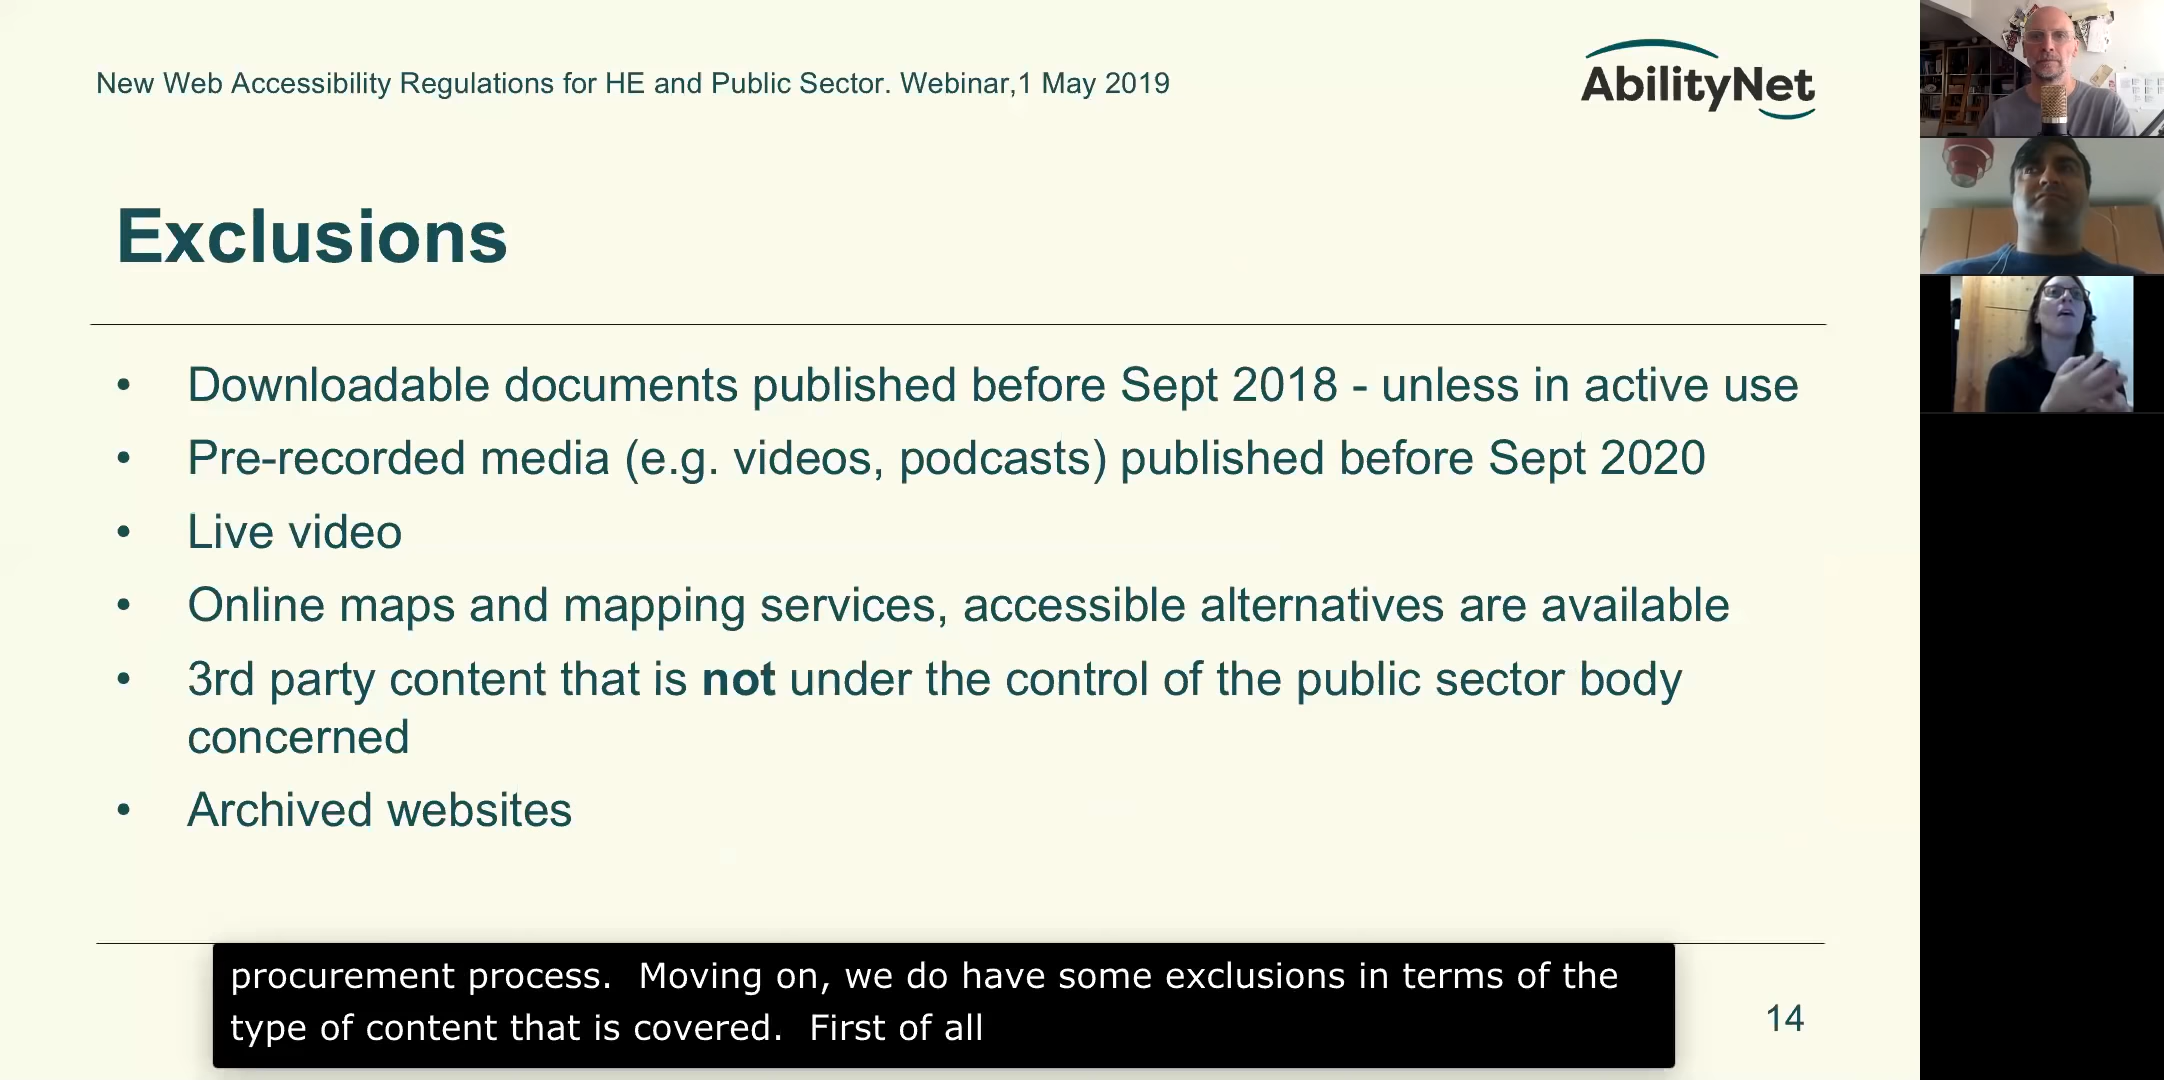 New Web Accessibility Regulations for HE and Public Sector. Webinar,1 May 2019
AbilityNet
Exclusions
• Downloadable documents published before Sept 2018 - unless in active use
• Pre-recorded media (e.g. videos, podcasts) published before Sept 2020
• Live video
• Online maps and mapping services, accessible alternatives are available
• 3rd party content that is not under the control of the public sector body
concerned
• Archived websites
procurement process.  Moving on, we do have some exclusions in terms of the
type of content that is covered.  First of all
14